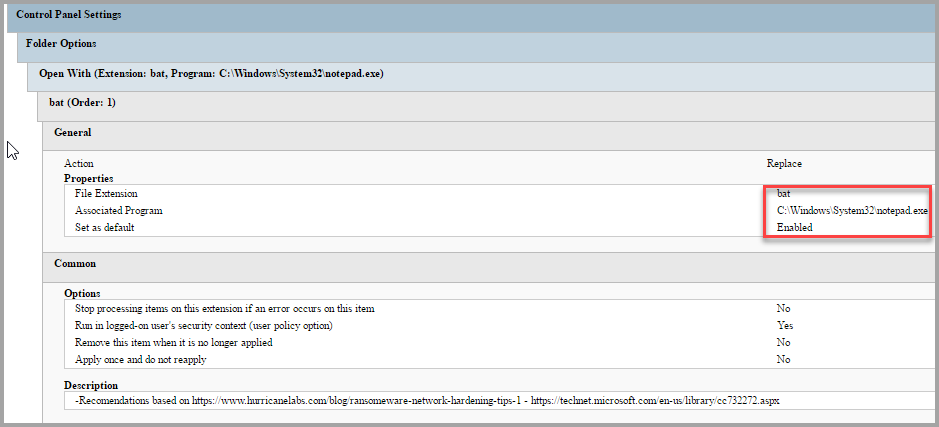 Control Panel Settings
Folder Options
Open With (Extension: bat, Program: C:\Windows\System32\notepad.exe)
bat (Order: 1)
General
Action Replace
Properties
File Extension bat
Associated Program C:\Windows\System32\notepad.exe
Set as default Enabled
Common
Options
Stop processing items on this extension if an error occurs on this item No
Run in logged-on user's security context (user policy option) Yes
Remove this item when it is no longer applied No
Apply once and do not reapply No
Description
-Recomendations based on https://www.hurricanelabs.com/blog/ransomeware-network-hardening-tips-1 - https://technet.microsoft.com/en-us/library/cc732272.aspx